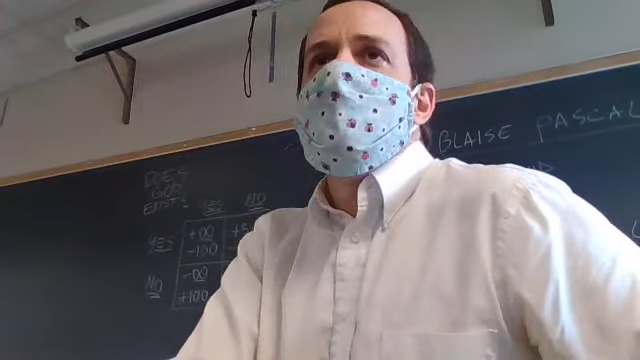 BLAISE PASCAL
DOES
GOD
EXIST?
YES NO
YES +∞
-100
NO -∞
+100